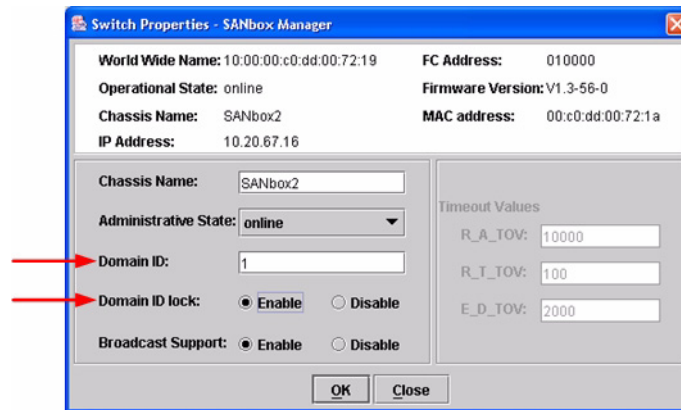 Switch Properties - SANbox Manager
World Wide Name: 10:00:00:c0:dd:00:72:19 FC Address: 010000
Operational State: online Firmware Version: V1.3-56-0
Chassis Name: SANbox2 MAC address: 00:c0:dd:00:72:1a
IP Address: 10.20.67.16
Chassis Name: SANbox2
Administrative State: online
Domain ID: 1
Domain ID lock: Enable Disable
Broadcast Support: Enable Disable
Timeout Values
R_A_TOV: 10000
R_T_TOV: 100
E_D_TOV: 2000
OK Close